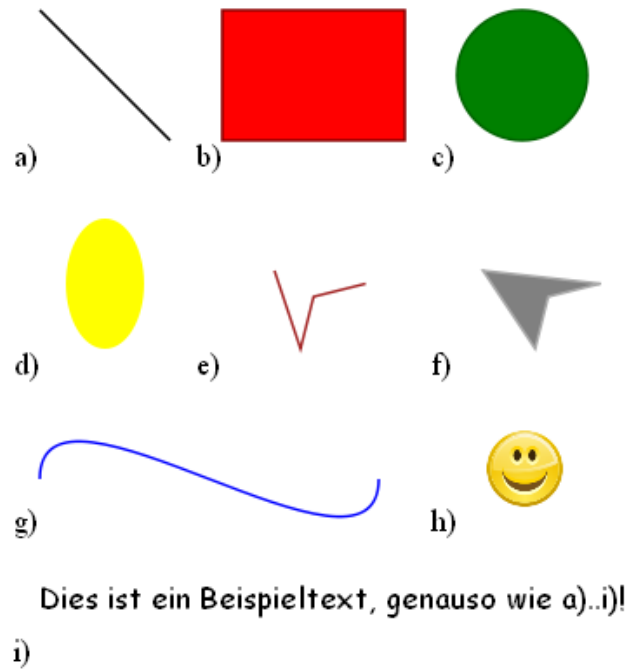 a) b) c)
d) e) f)
g) h)
Dies ist ein Beispieltext, genauso wie a)..i)!
i)